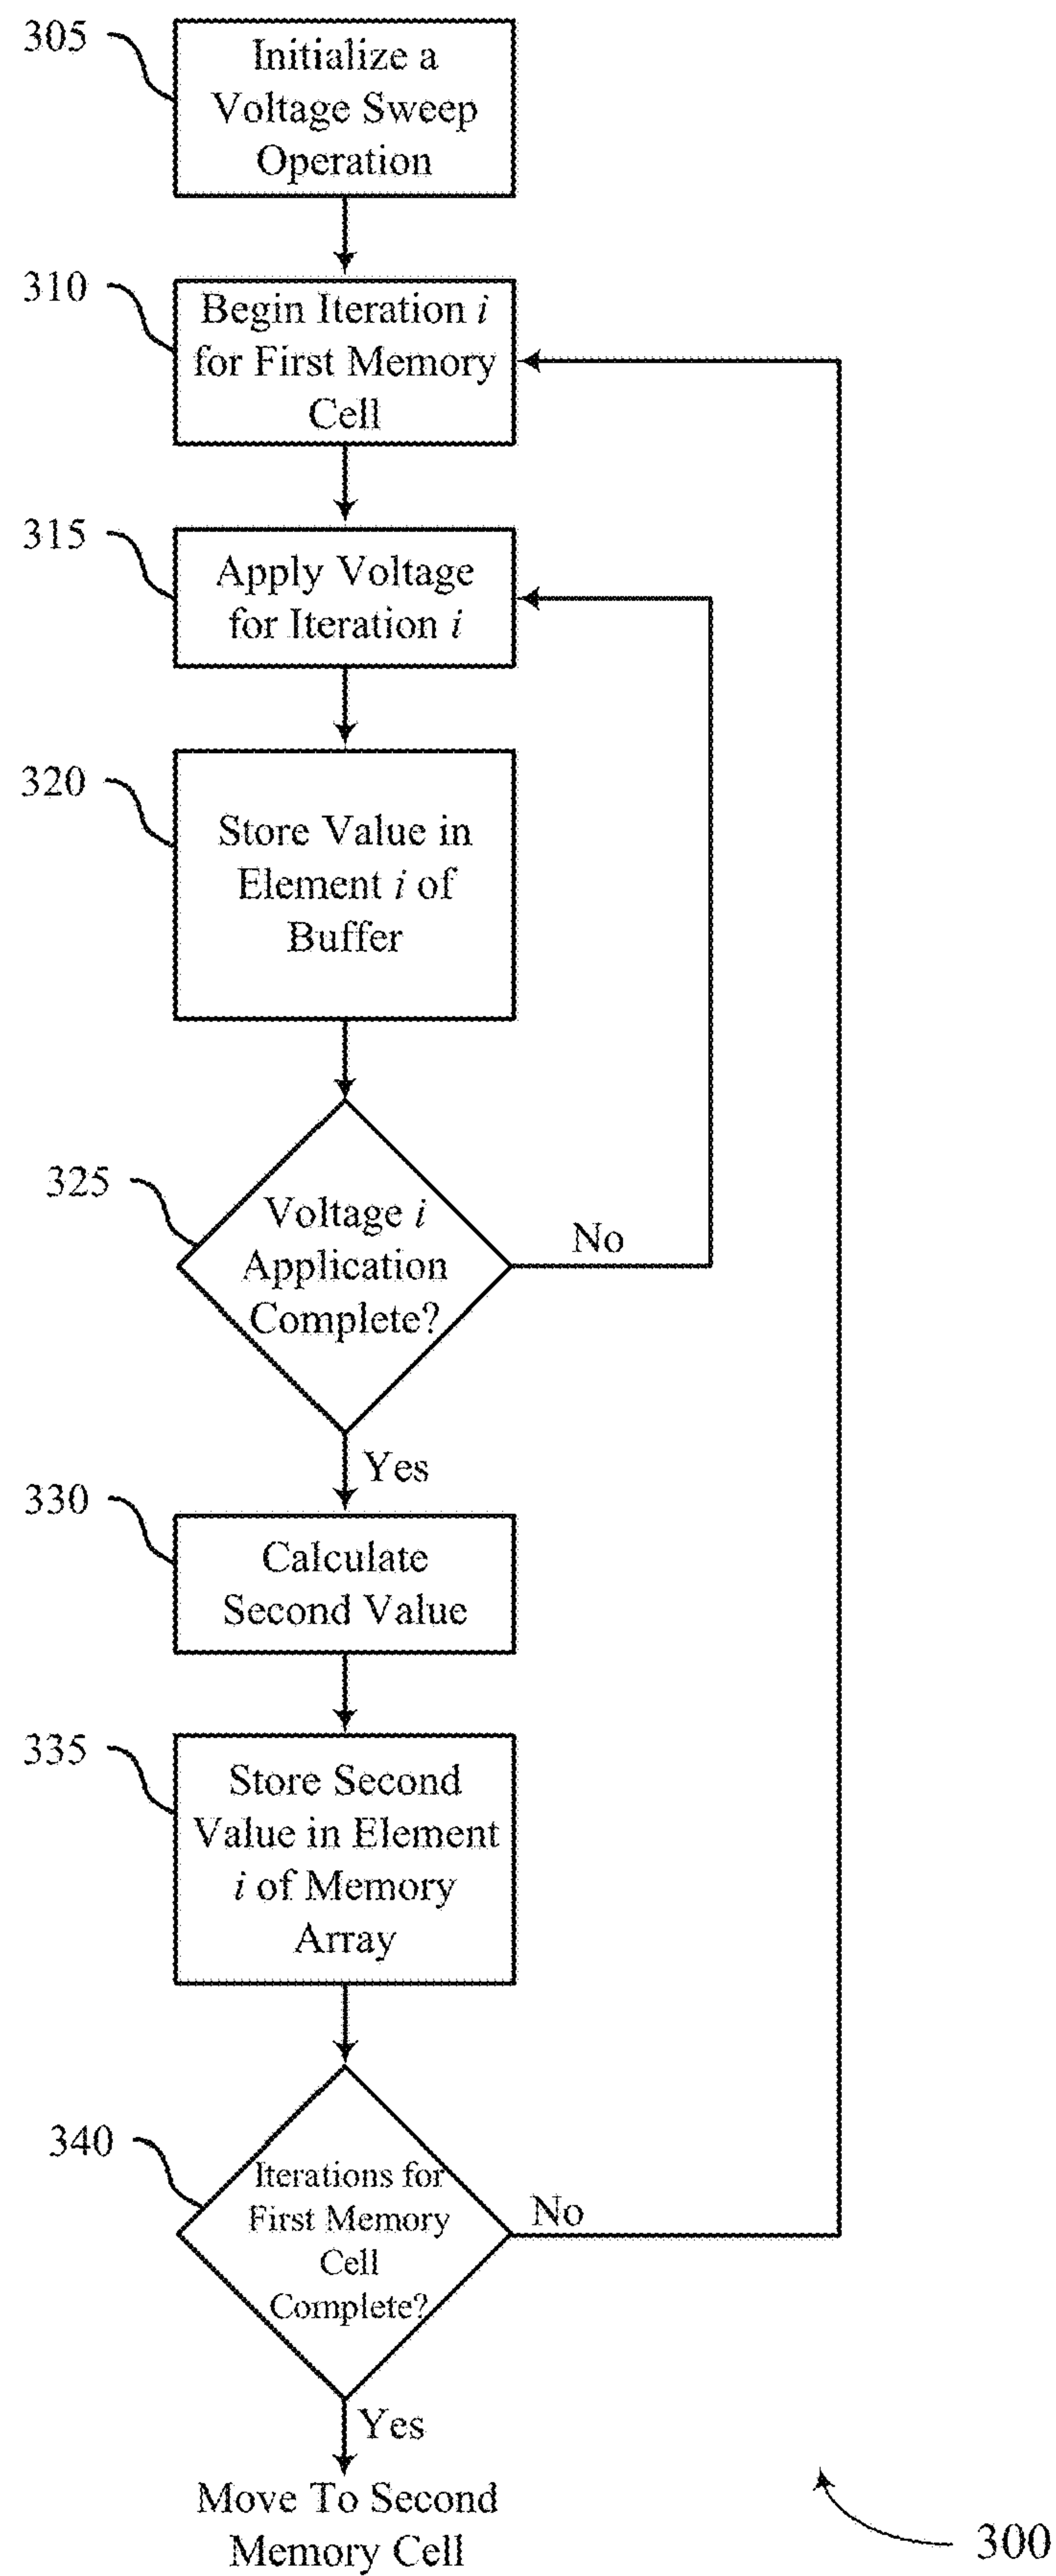 305
Initialize a
Voltage Sweep
Operation
310
Begin Iteration i
for First Memory
Cell
315
Apply Voltage
for Iteration i
320
Store Value in
Element i of
Buffer
325
Voltage i
Application
Complete?
No
Yes
330
Calculate
Second Value
335
Store Second
Value in Element
i of Memory
Array
340
Iterations for
First Memory
Cell
Complete?
No
Yes
Move To Second
Memory Cell
300